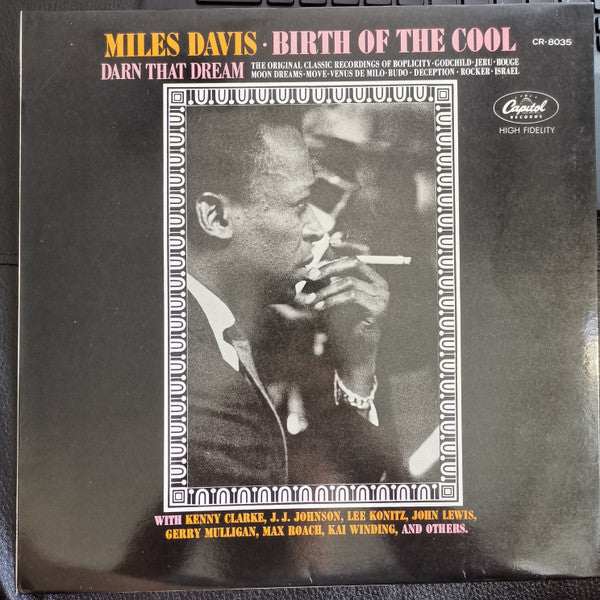 MILES DAVIS · BIRTH OF THE COOL
CR-8035
DARN THAT DREAM
THE ORIGINAL CLASSIC RECORDINGS OF BOPLICITY · GODCHILD · JERU · ROUGE
MOON DREAMS · MOVE · VENUS DE MILO · BUDO · DECEPTION · ROCKER · ISRAEL
Capitol
RECORDS
HIGH FIDELITY
WITH KENNY CLARKE, J. J. JOHNSON, LEE KONITZ, JOHN LEWIS,
GERRY MULLIGAN, MAX ROACH, KAI WINDING, AND OTHERS.